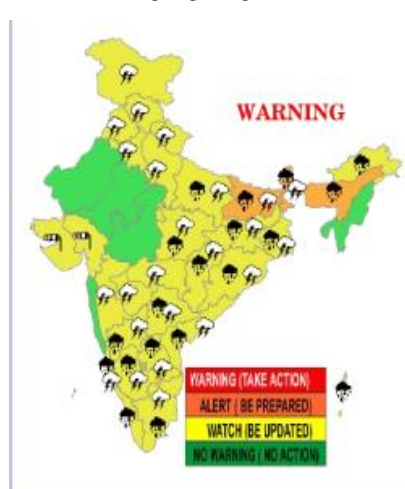 WARNING
WARNING (TAKE ACTION)
ALERT ( BE PREPARED)
WATCH (BE UPDATED)
NO WARNING ( NO ACTION)